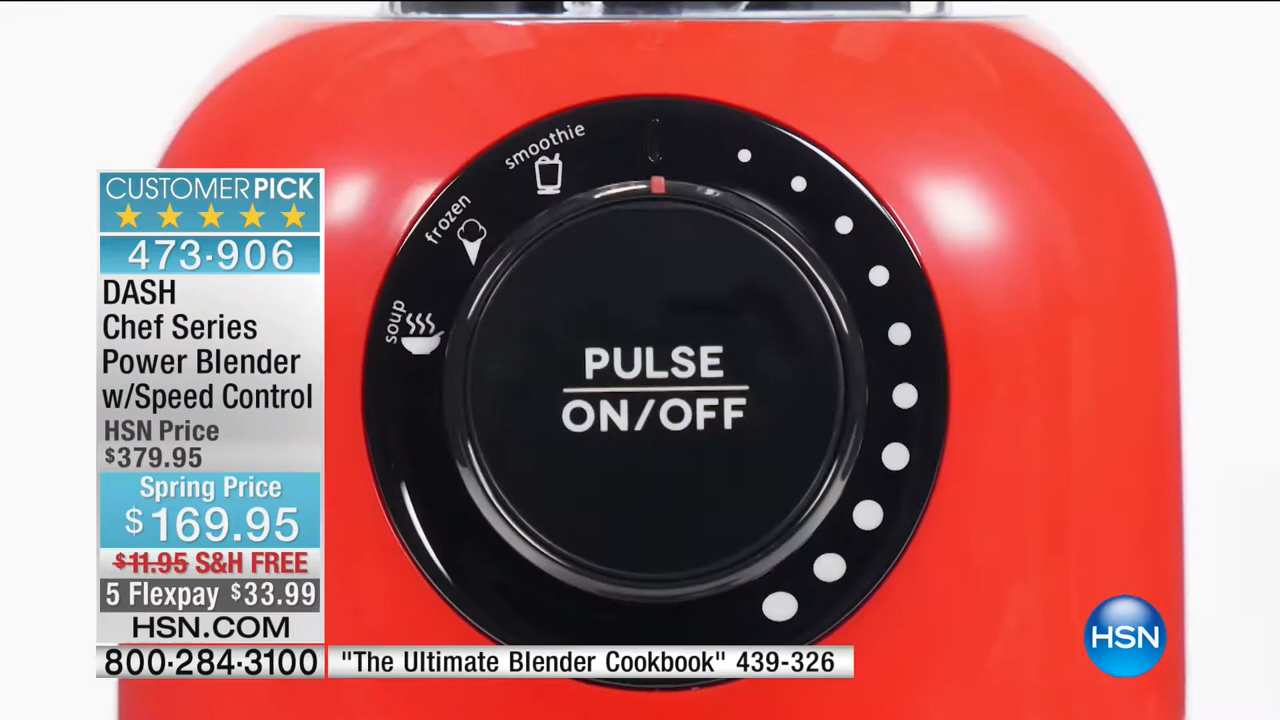 CUSTOMER PICK
473·906
DASH
Chef Series
Power Blender
w/Speed Control
HSN Price
$379.95
Spring Price
$169.95
$11.95 S&H FREE
5 Flexpay $33.99
HSN.COM
800·284·3100
"The Ultimate Blender Cookbook" 439-326
smoothie
frozen
soup
PULSE
ON/OFF
HSN